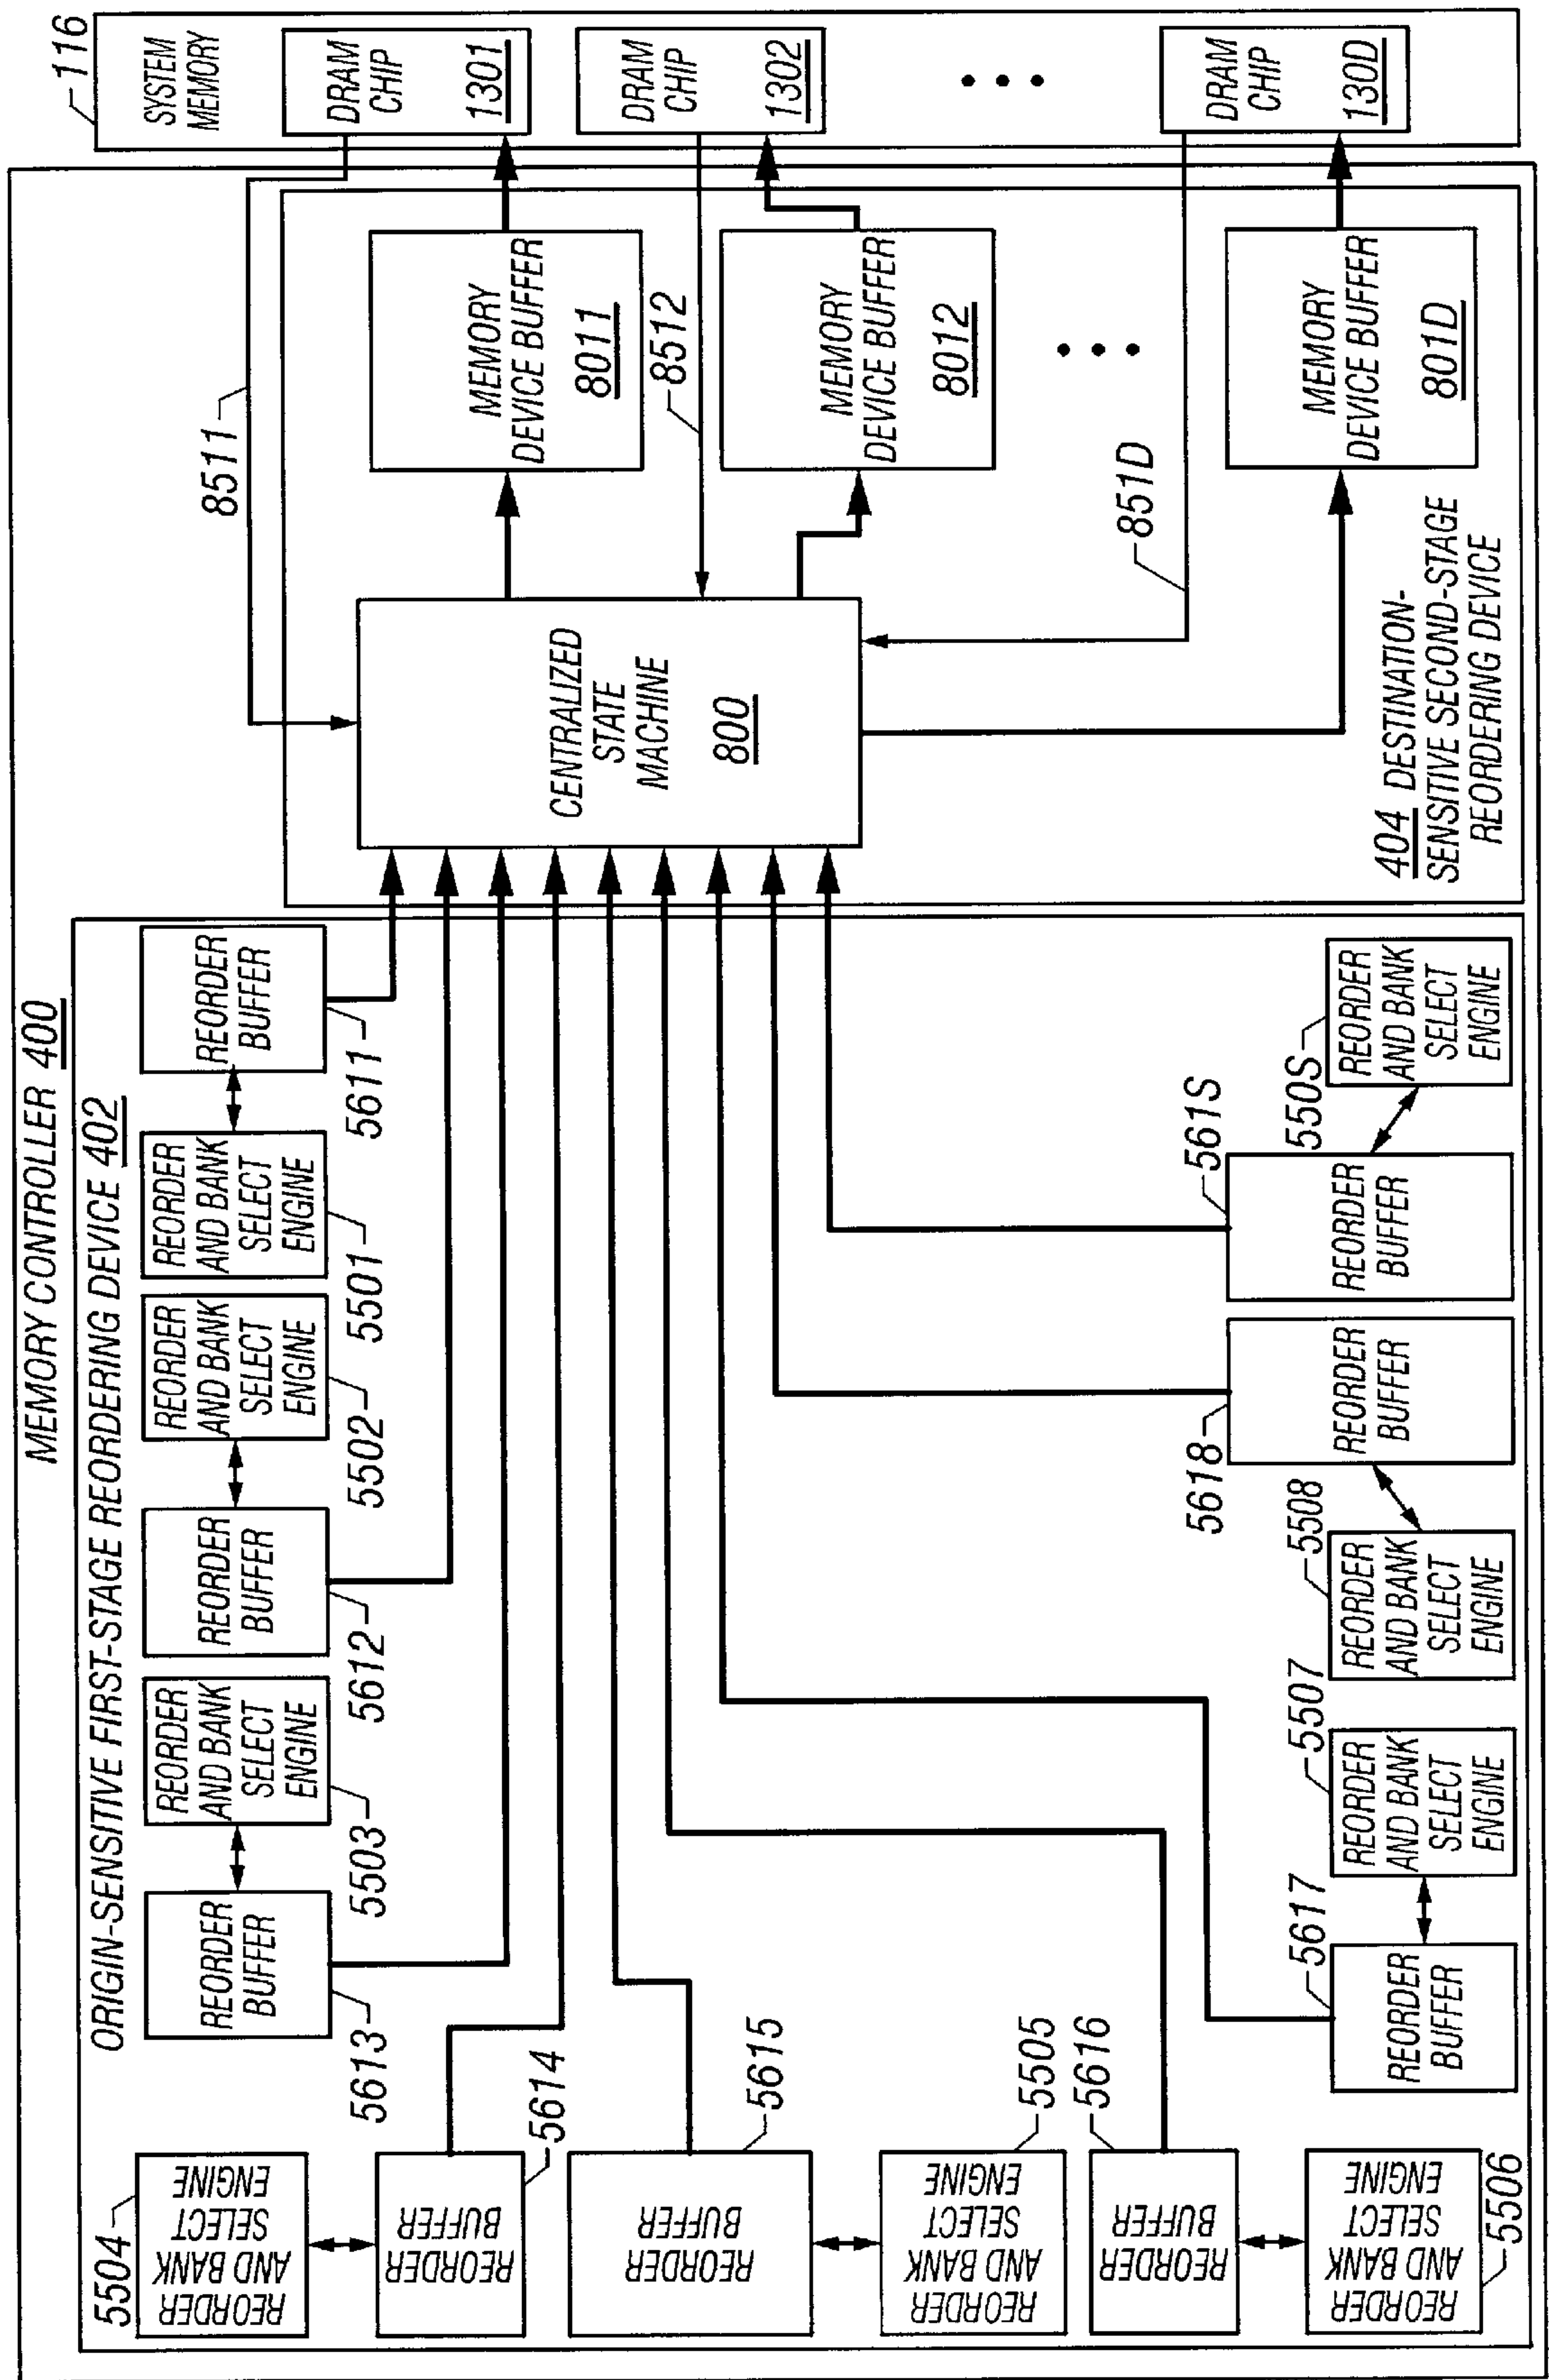 MEMORY CONTROLLER 400
ORIGIN-SENSITIVE FIRST-STAGE REORDERING DEVICE 402
5504
REORDER
AND BANK
SELECT
ENGINE
REORDER
BUFFER
5614
REORDER
BUFFER
5615
REORDER
AND BANK
SELECT
ENGINE
5505
REORDER
BUFFER
5616
REORDER
AND BANK
SELECT
ENGINE
5506
REORDER
BUFFER
5613
REORDER
AND BANK
SELECT
ENGINE
5503
REORDER
BUFFER
5612
REORDER
AND BANK
SELECT
ENGINE
5502
REORDER
AND BANK
SELECT
ENGINE
5501
REORDER
BUFFER
5611
REORDER
BUFFER
5617
REORDER
AND BANK
SELECT
ENGINE
5507
REORDER
AND BANK
SELECT
ENGINE
5508
REORDER
BUFFER
5618
REORDER
BUFFER
561S
REORDER
AND BANK
SELECT
ENGINE
550S
CENTRALIZED
STATE
MACHINE
800
404 DESTINATION-
SENSITIVE SECOND-STAGE
REORDERING DEVICE
8511
MEMORY
DEVICE BUFFER
8011
8512
MEMORY
DEVICE BUFFER
8012
• • •
851D
MEMORY
DEVICE BUFFER
801D
116
SYSTEM
MEMORY
DRAM
CHIP
1301
DRAM
CHIP
1302
• • •
DRAM
CHIP
130D